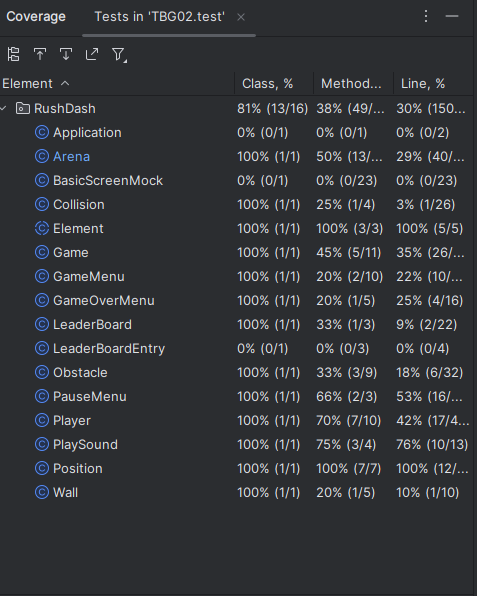 Coverage Tests in 'TBG02.test' ×
Element Class, % Method... Line, %
RushDash 81% (13/16) 38% (49/... 30% (150...
Application 0% (0/1) 0% (0/1) 0% (0/2)
Arena 100% (1/1) 50% (13/... 29% (40/...
BasicScreenMock 0% (0/1) 0% (0/23) 0% (0/23)
Collision 100% (1/1) 25% (1/4) 3% (1/26)
Element 100% (1/1) 100% (3/3) 100% (5/5)
Game 100% (1/1) 45% (5/11) 35% (26/...
GameMenu 100% (1/1) 20% (2/10) 22% (10/...
GameOverMenu 100% (1/1) 20% (1/5) 25% (4/16)
LeaderBoard 100% (1/1) 33% (1/3) 9% (2/22)
LeaderBoardEntry 0% (0/1) 0% (0/3) 0% (0/4)
Obstacle 100% (1/1) 33% (3/9) 18% (6/32)
PauseMenu 100% (1/1) 66% (2/3) 53% (16/...
Player 100% (1/1) 70% (7/10) 42% (17/4...
PlaySound 100% (1/1) 75% (3/4) 76% (10/13)
Position 100% (1/1) 100% (7/7) 100% (12/...
Wall 100% (1/1) 20% (1/5) 10% (1/10)